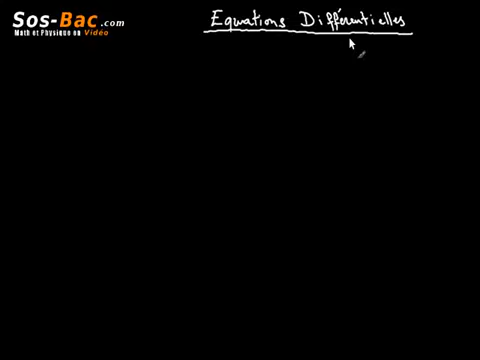 Sos-Bac.com
Math et Physique en Vidéo
Equations Différentielles